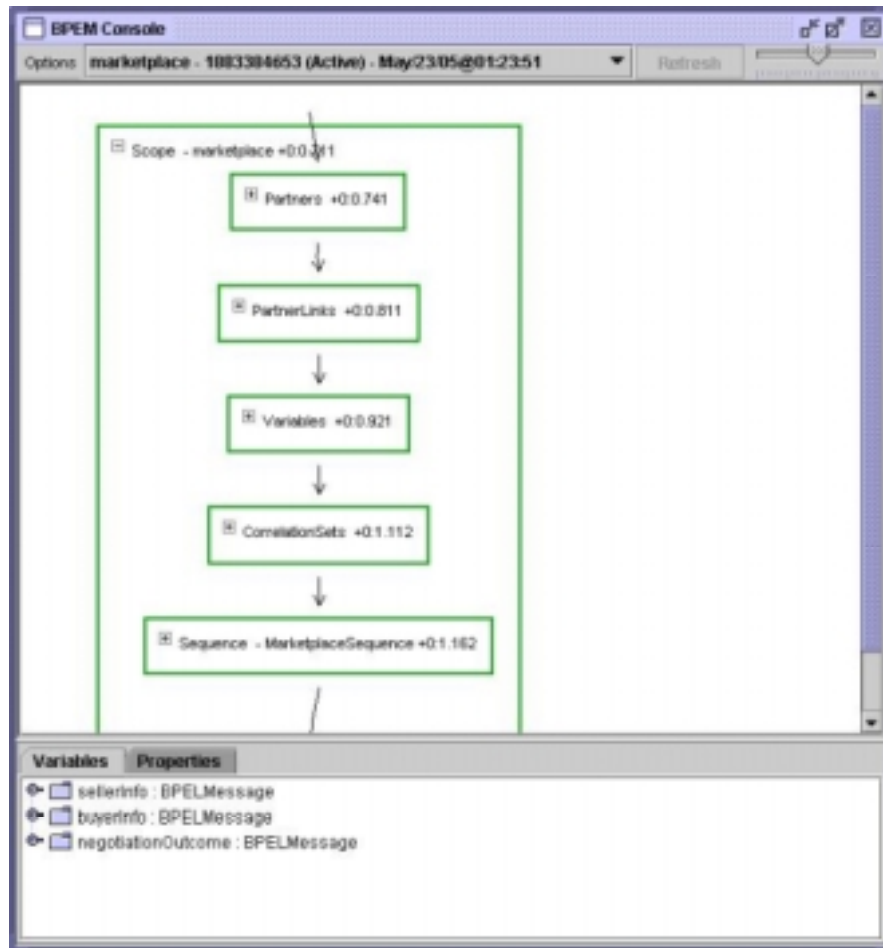 BPEM Console
Options marketplace - 1883384653 (Active) - May/23/05@01:23:51 Refresh
Scope - marketplace
Partners +0:0.741
PartnerLinks +0:0.811
Variables +0:0.921
CorrelationSets +0:1.112
Sequence - MarketplaceSequence +0:1.162
Variables Properties
sellerInfo : BPELMessage
buyerInfo : BPELMessage
negotiationOutcome : BPELMessage